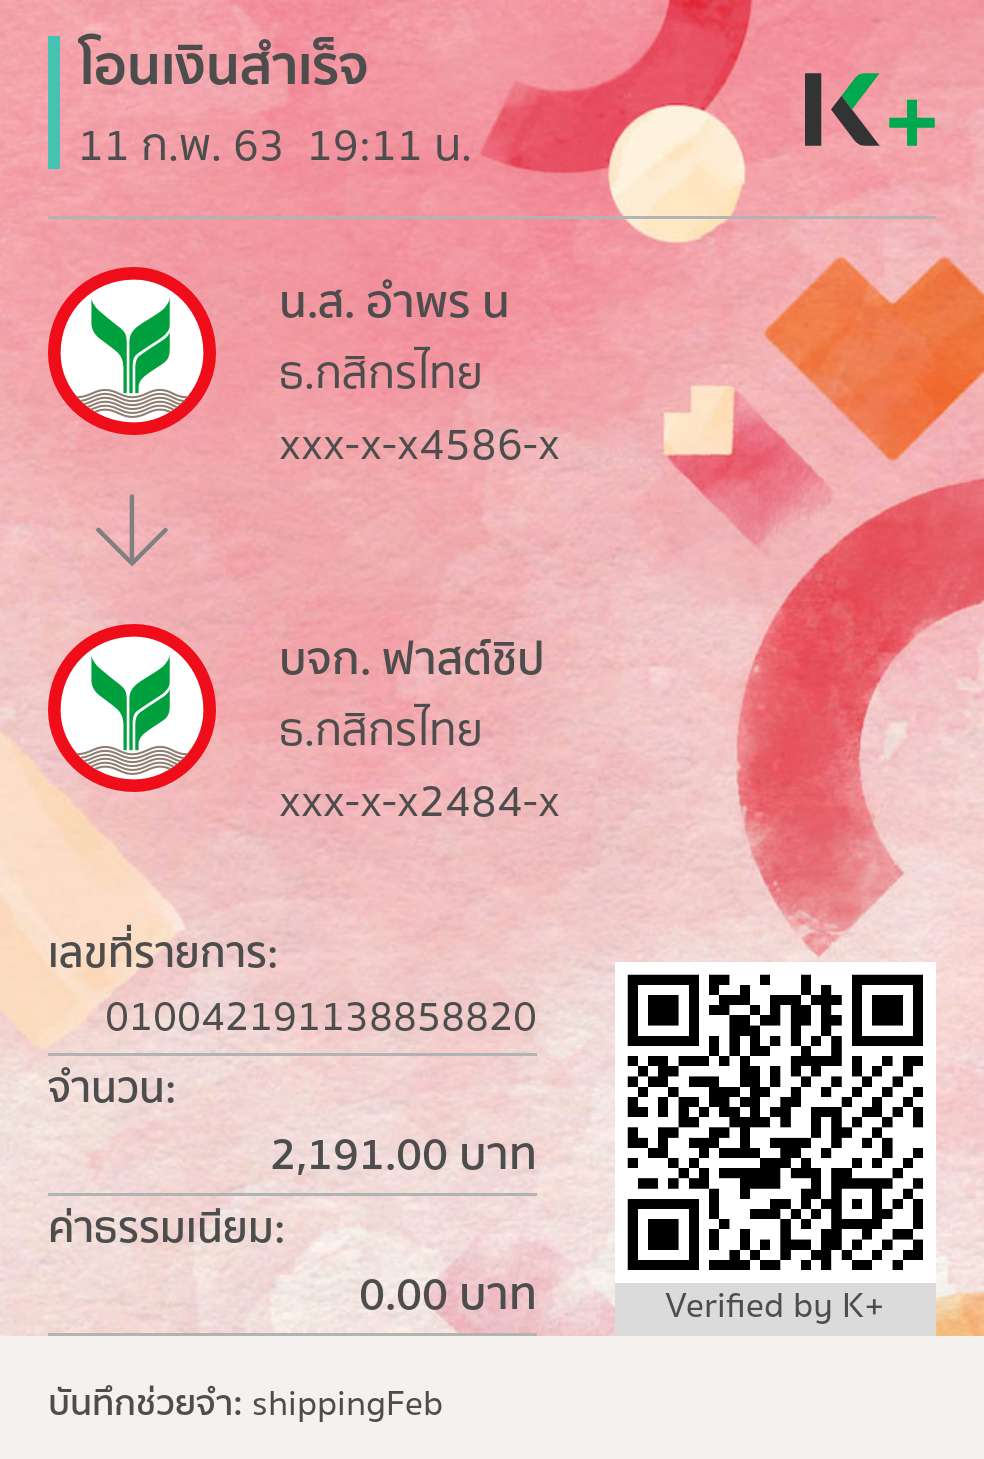 โอนเงินสำเร็จ
11 ก.พ. 63  19:11 น.
K+
น.ส. อำพร น
ธ.กสิกรไทย
xxx-x-x4586-x
บจก. ฟาสต์ชิป
ธ.กสิกรไทย
xxx-x-x2484-x
เลขที่รายการ:
010042191138858820
จำนวน:
2,191.00 บาท
ค่าธรรมเนียม:
0.00 บาท
Verified by K+
บันทึกช่วยจำ: shippingFeb